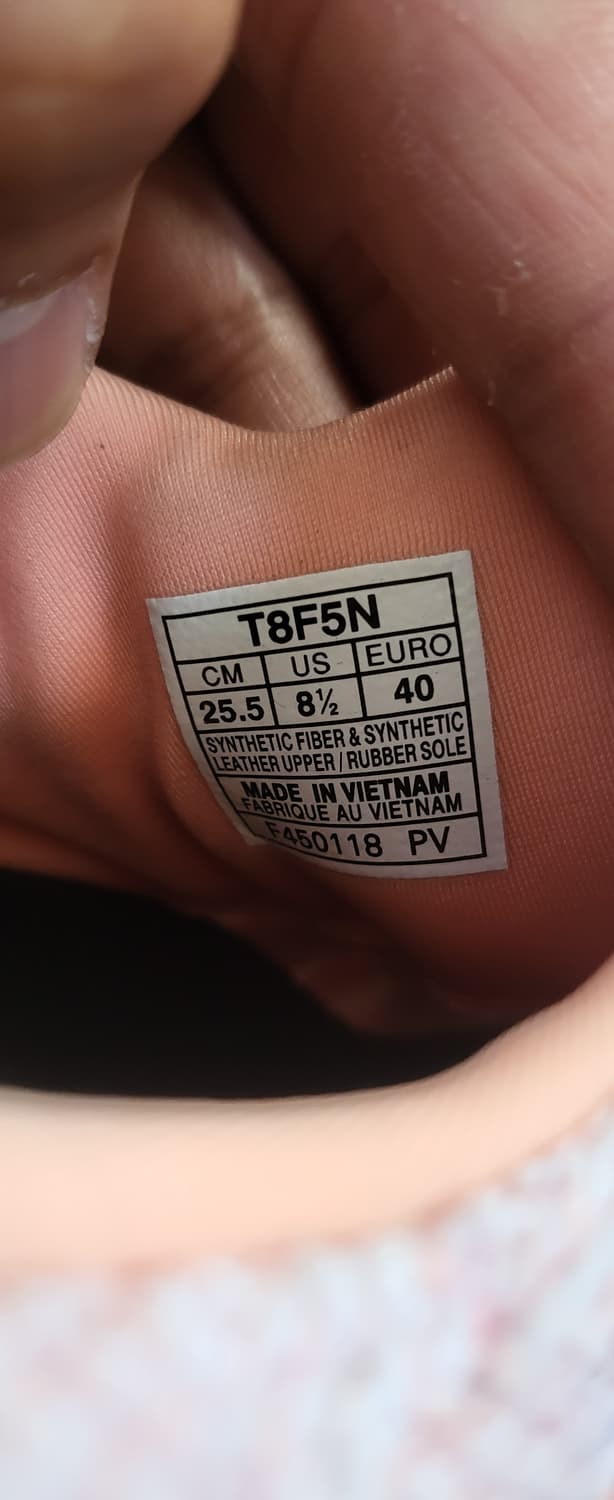 T8F5N
CM US EURO
25.5 8½ 40
SYNTHETIC FIBER & SYNTHETIC
LEATHER UPPER / RUBBER SOLE
MADE IN VIETNAM
FABRIQUE AU VIETNAM
F450118 PV